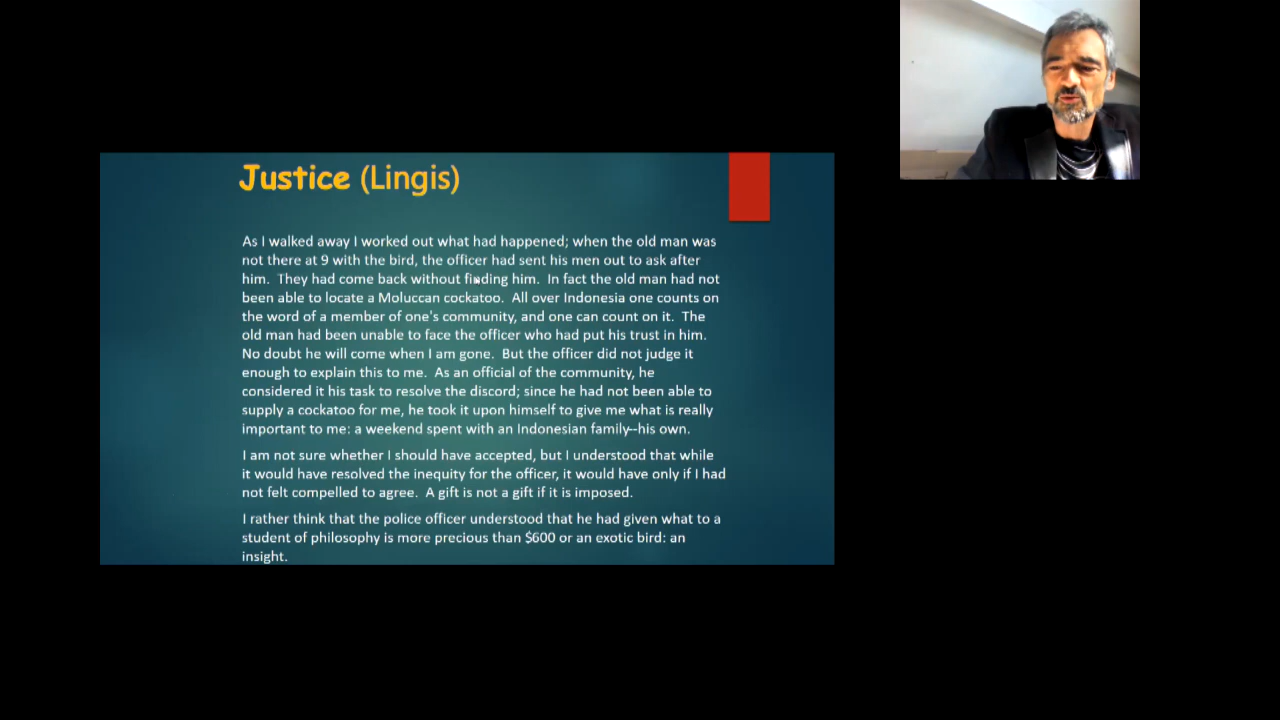 Justice (Lingis)
As I walked away I worked out what had happened; when the old man was
not there at 9 with the bird, the officer had sent his men out to ask after
him.  They had come back without finding him.  In fact the old man had not
been able to locate a Moluccan cockatoo.  All over Indonesia one counts on
the word of a member of one's community, and one can count on it.  The
old man had been unable to face the officer who had put his trust in him.
No doubt he will come when I am gone.  But the officer did not judge it
enough to explain this to me.  As an official of the community, he
considered it his task to resolve the discord; since he had not been able to
supply a cockatoo for me, he took it upon himself to give me what is really
important to me: a weekend spent with an Indonesian family--his own.
I am not sure whether I should have accepted, but I understood that while
it would have resolved the inequity for the officer, it would have only if I had
not felt compelled to agree.  A gift is not a gift if it is imposed.
I rather think that the police officer understood that he had given what to a
student of philosophy is more precious than $600 or an exotic bird: an
insight.